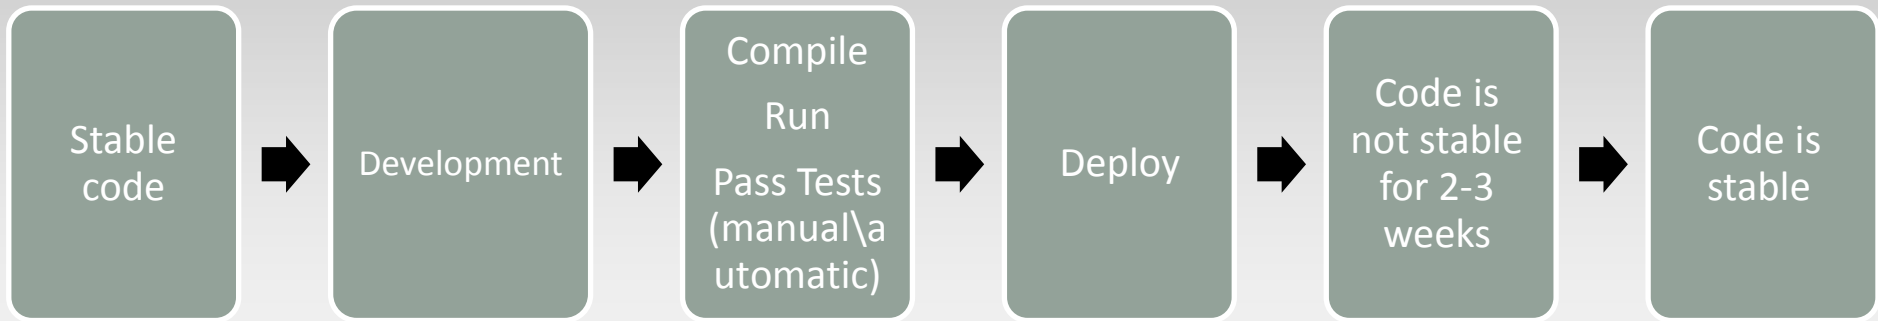 Stable
code
Development
Compile
Run
Pass Tests
(manual\a
utomatic)
Deploy
Code is
not stable
for 2-3
weeks
Code is
stable